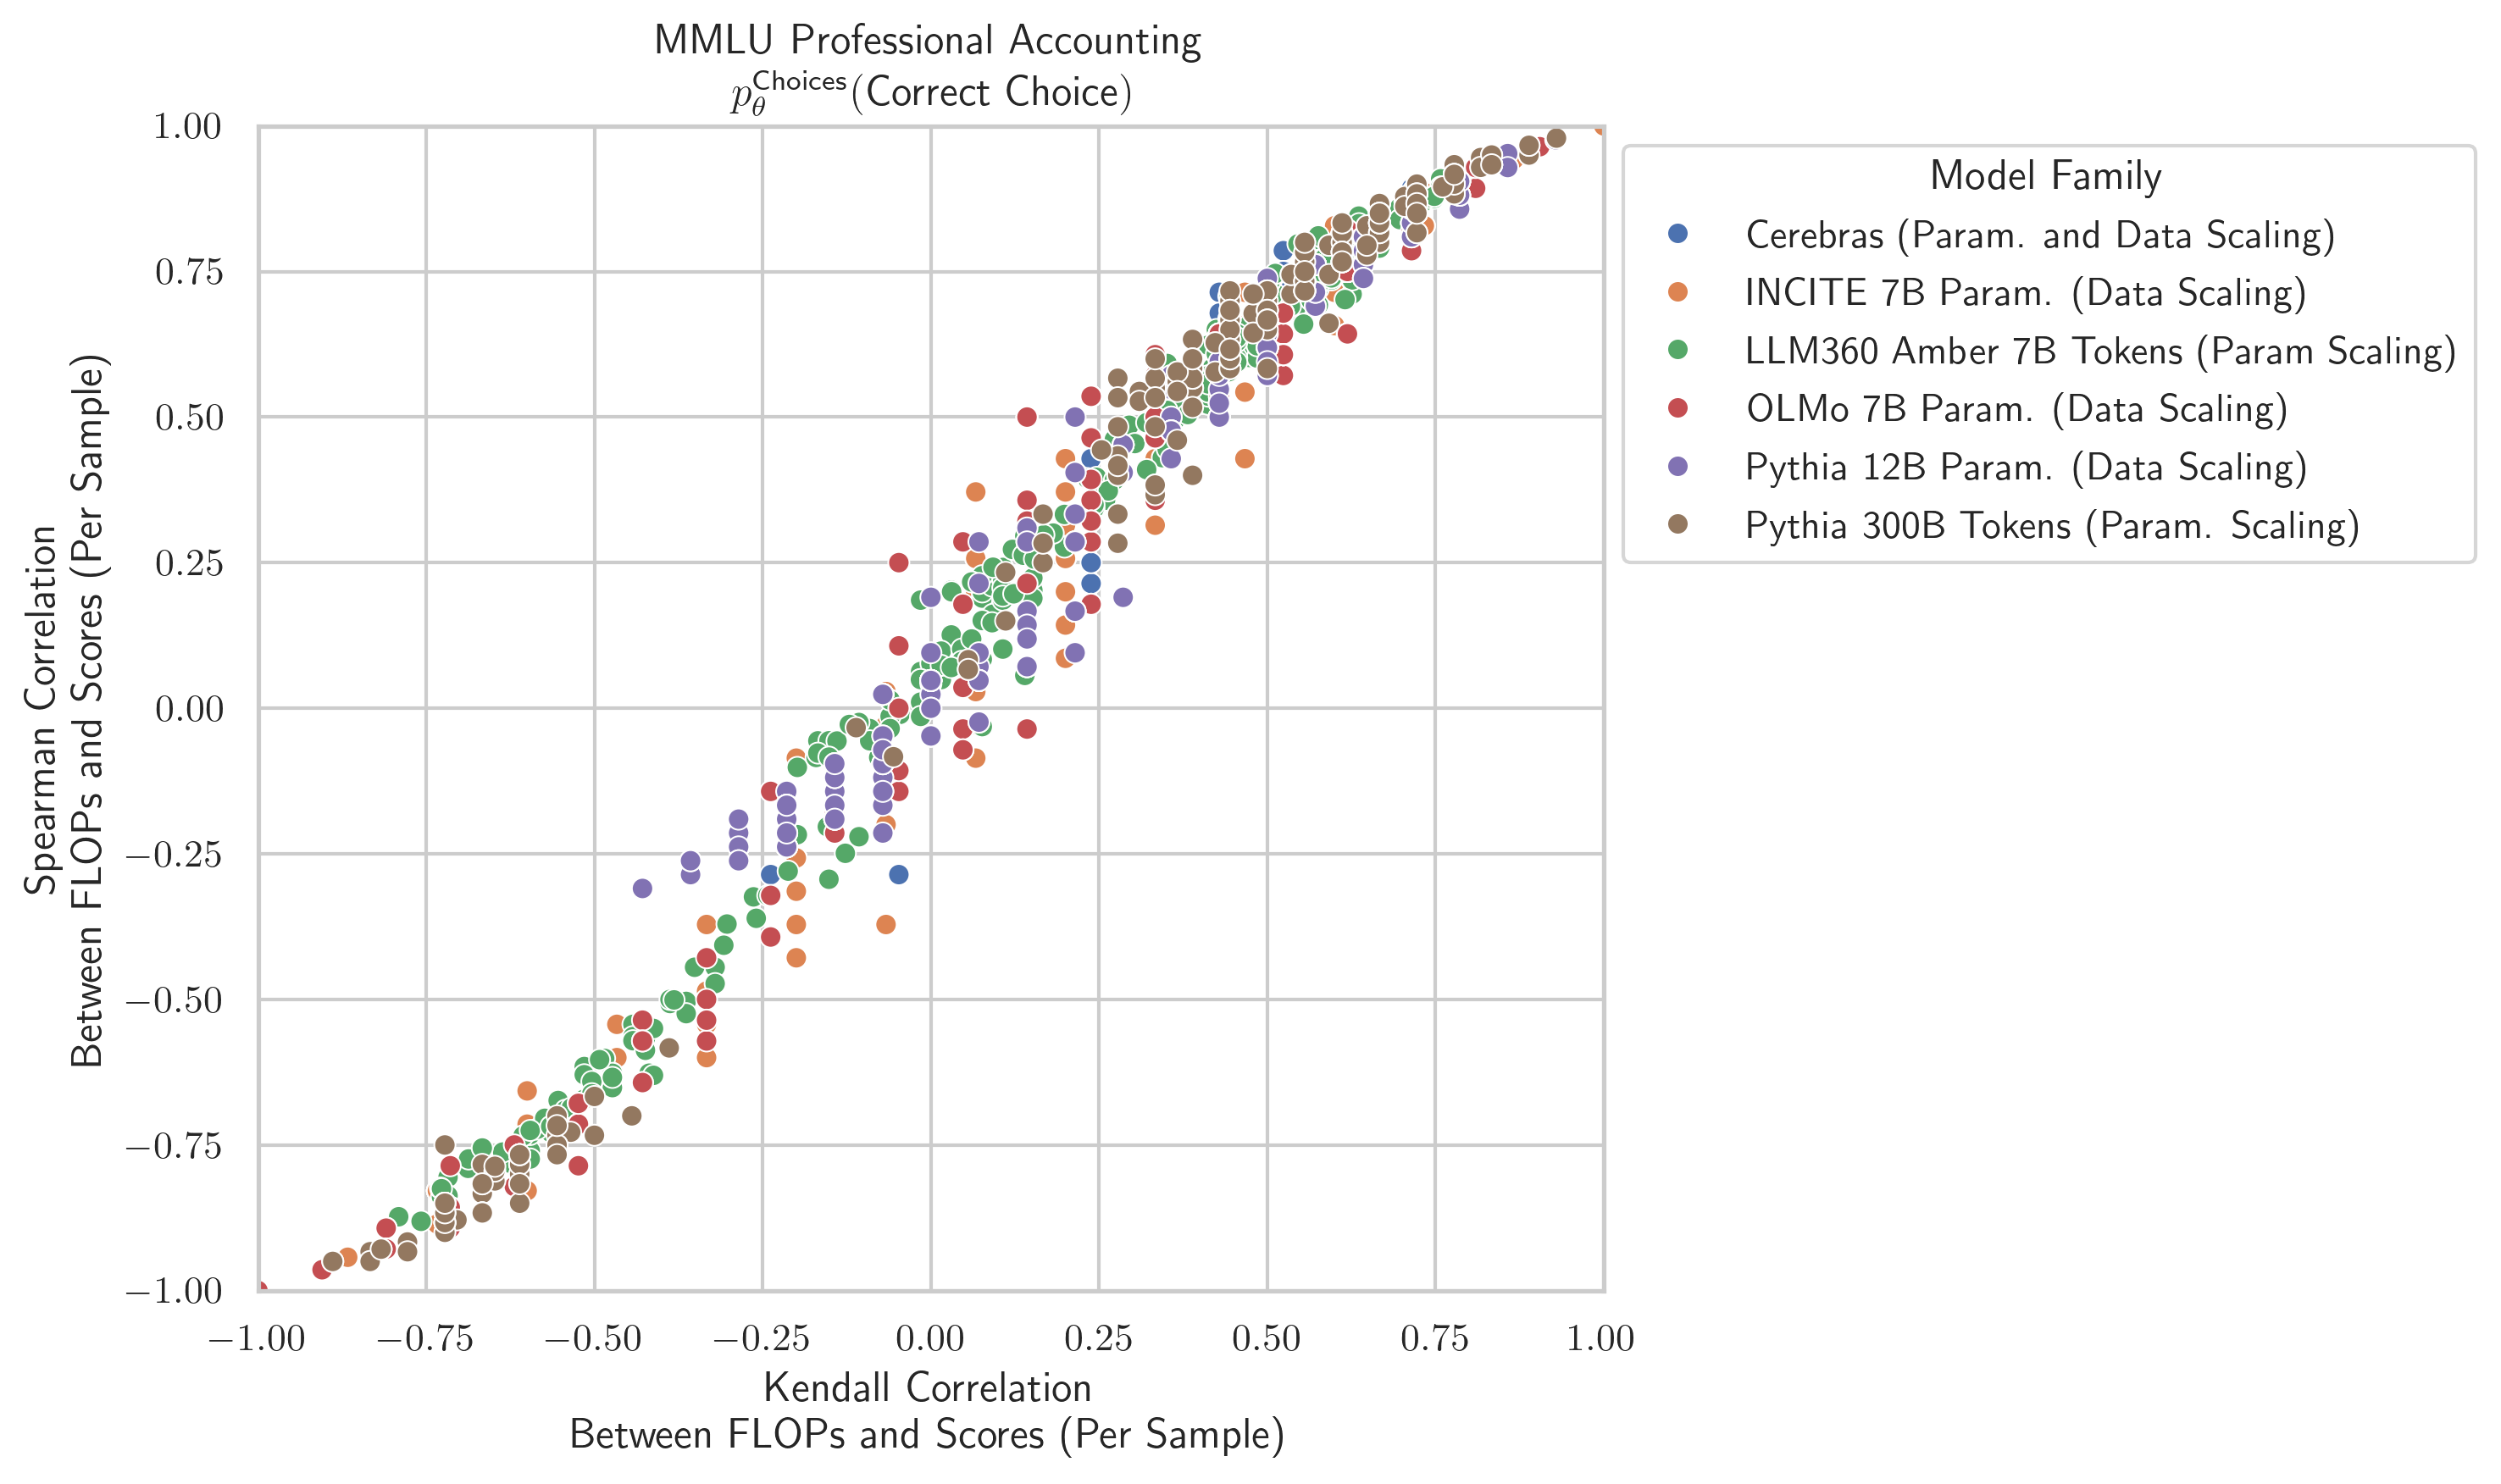 MMLU Professional Accounting
p_θ^Choices(Correct Choice)
1.00
0.75
0.50
0.25
0.00
−0.25
−0.50
−0.75
−1.00
Spearman Correlation
Between FLOPs and Scores (Per Sample)
−1.00 −0.75 −0.50 −0.25 0.00 0.25 0.50 0.75 1.00
Kendall Correlation
Between FLOPs and Scores (Per Sample)
Model Family
Cerebras (Param. and Data Scaling)
INCITE 7B Param. (Data Scaling)
LLM360 Amber 7B Tokens (Param Scaling)
OLMo 7B Param. (Data Scaling)
Pythia 12B Param. (Data Scaling)
Pythia 300B Tokens (Param. Scaling)